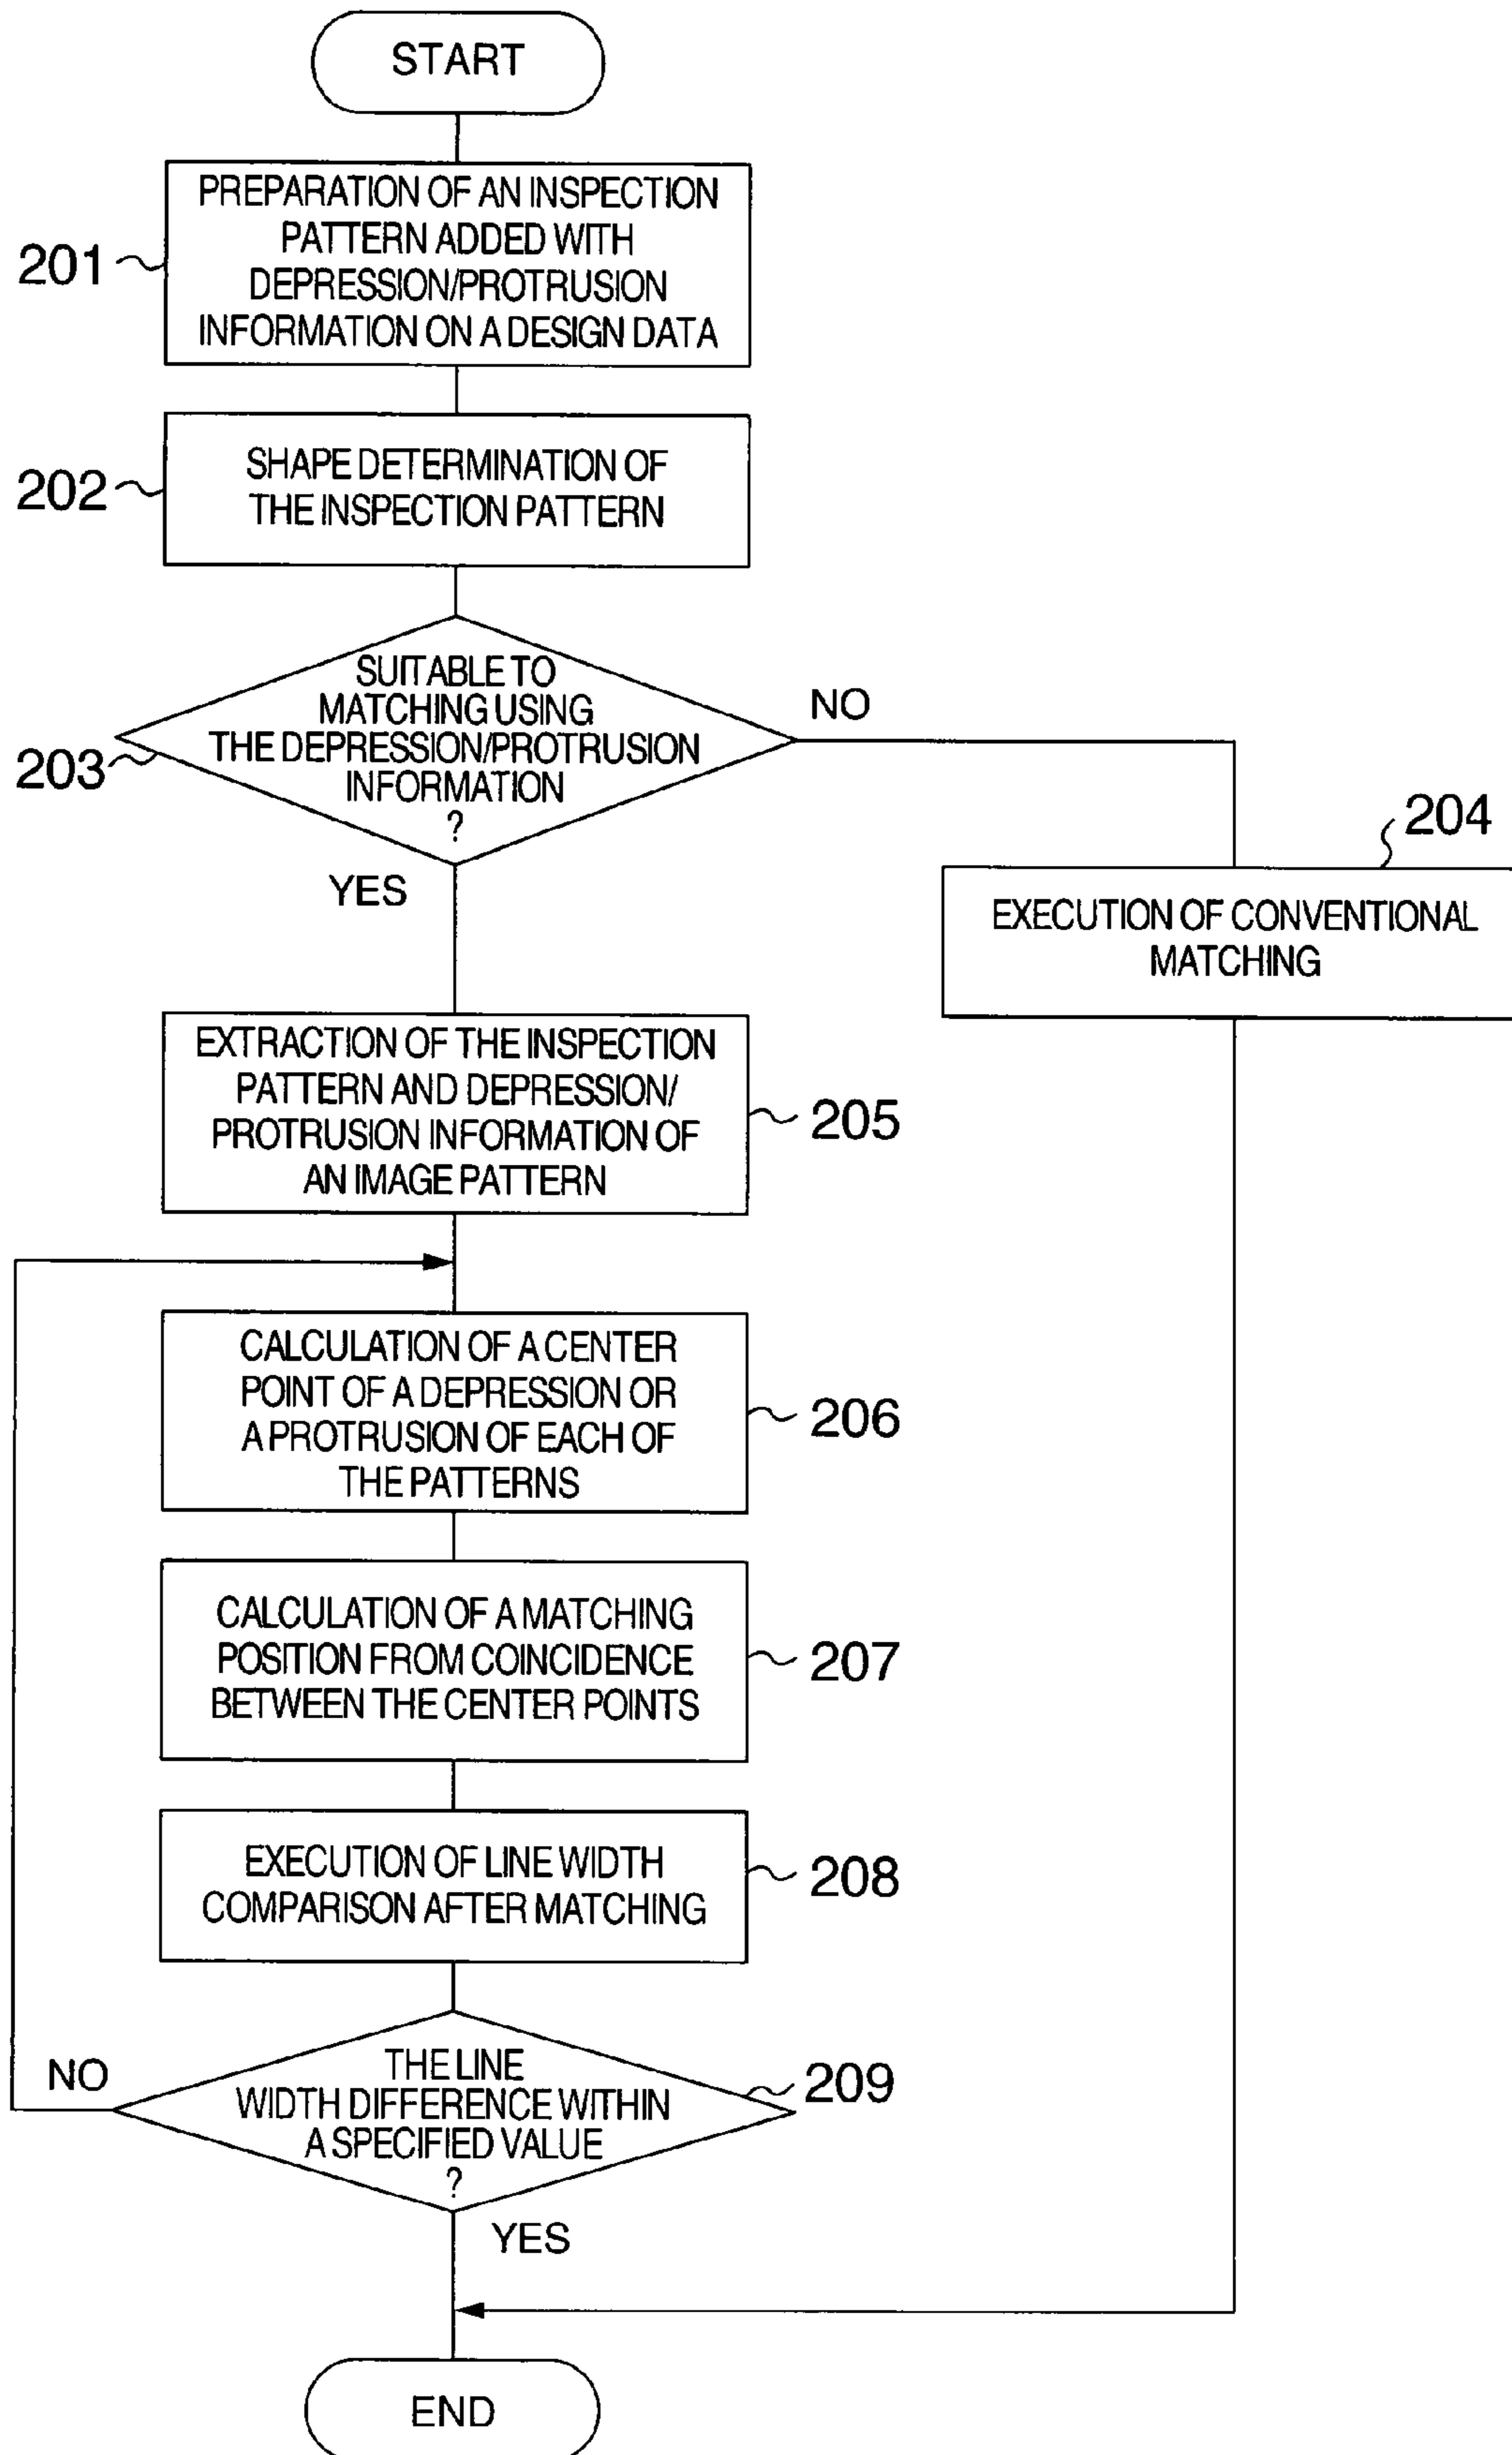 START
PREPARATION OF AN INSPECTION
PATTERN ADDED WITH
DEPRESSION/PROTRUSION
INFORMATION ON A DESIGN DATA
201
SHAPE DETERMINATION OF
THE INSPECTION PATTERN
202
SUITABLE TO
MATCHING USING
THE DEPRESSION/PROTRUSION
INFORMATION
?
203
NO
YES
204
EXECUTION OF CONVENTIONAL
MATCHING
EXTRACTION OF THE INSPECTION
PATTERN AND DEPRESSION/
PROTRUSION INFORMATION OF
AN IMAGE PATTERN
205
CALCULATION OF A CENTER
POINT OF A DEPRESSION OR
A PROTRUSION OF EACH OF
THE PATTERNS
206
CALCULATION OF A MATCHING
POSITION FROM COINCIDENCE
BETWEEN THE CENTER POINTS
207
EXECUTION OF LINE WIDTH
COMPARISON AFTER MATCHING
208
NO
THE LINE
WIDTH DIFFERENCE WITHIN
A SPECIFIED VALUE
?
209
YES
END